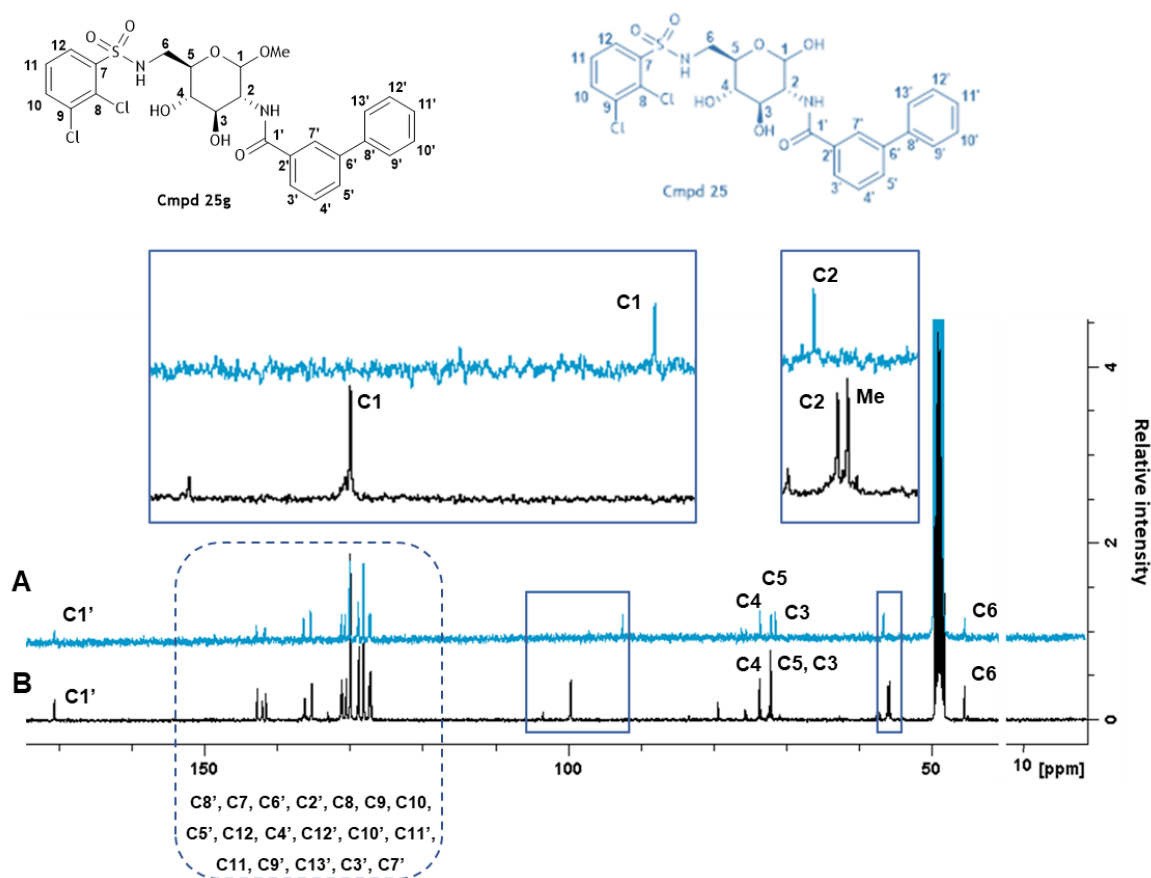 O O
12 S 6
11 N H 5 O 1 OMe
7 4 2
10 8 Cl HO 3 NH
9 HO
Cl O 1'
2' 7' 6' 8' 13' 12' 11' 10' 9'
3' 4' 5'
Cmpd 25g
O O
12 S 6
11 N H 5 O 1 OH
7 4 2
10 8 Cl HO 3 NH
9 OH
Cl O 1'
2' 7' 6' 8' 13' 12' 11' 10' 9'
3' 4' 5'
Cmpd 25
C1
C1
C2
C2 Me
A
C1’
C4 C5 C3
C6
B
C1’
C4 C5, C3
C6
4
2
0
Relative intensity
150 100 50 10 [ppm]
C8’, C7, C6’, C2’, C8, C9, C10,
C5’, C12, C4’, C12’, C10’, C11’,
C11, C9’, C13’, C3’, C7’